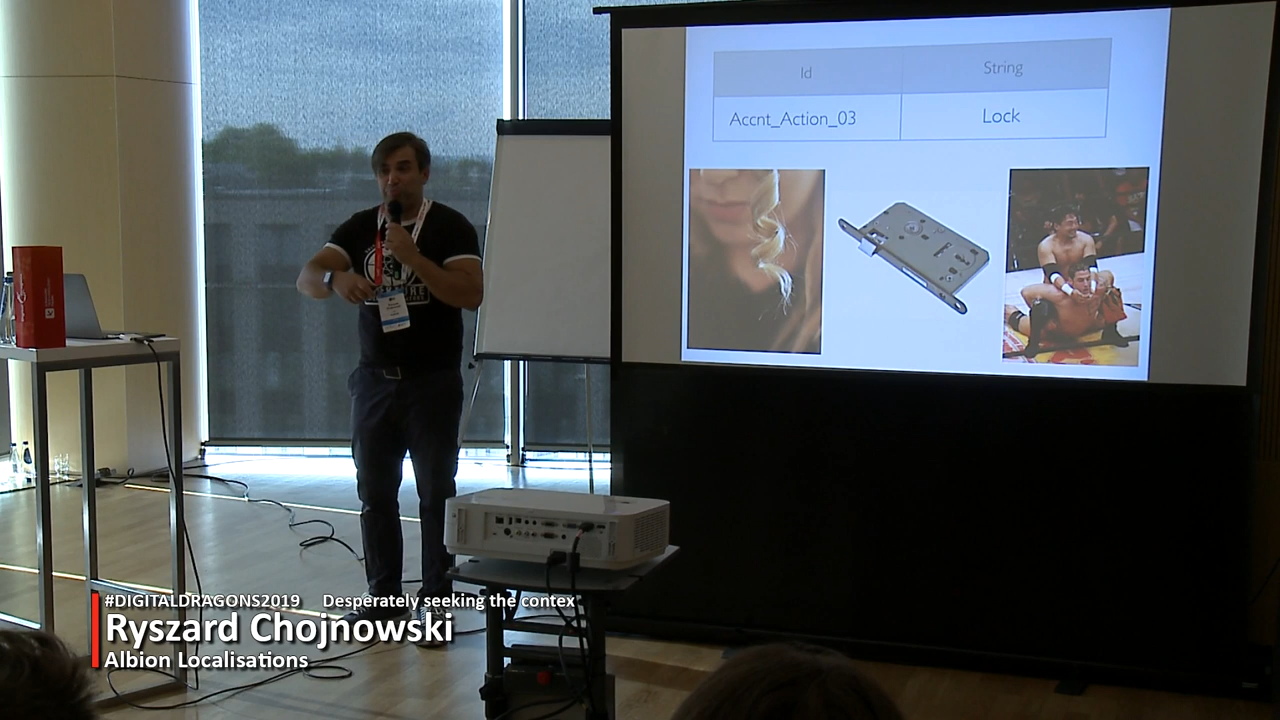 Id
String
Accnt_Action_03
Lock
#DIGITALDRAGONS2019 Desperately seeking the contex
Ryszard Chojnowski
Albion Localisations